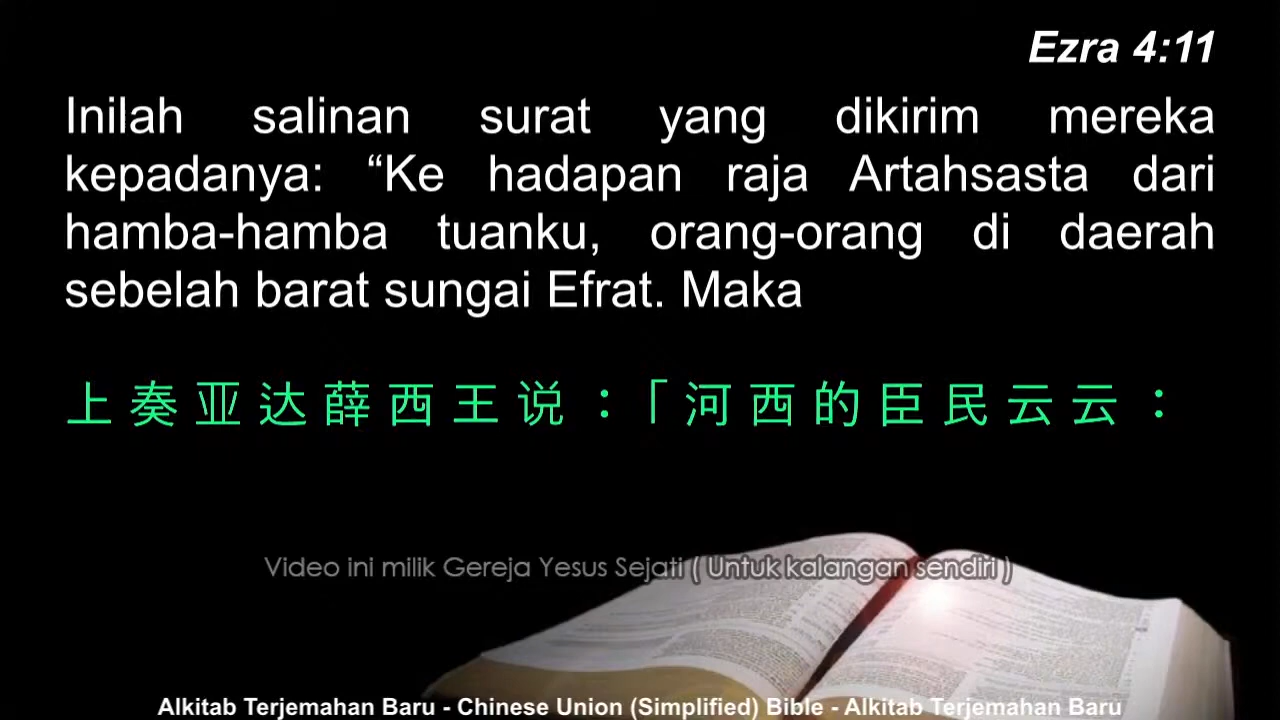 Ezra 4:11
Inilah salinan surat yang dikirim mereka
kepadanya: “Ke hadapan raja Artahsasta dari
hamba-hamba tuanku, orang-orang di daerah
sebelah barat sungai Efrat. Maka
上奏亚达薛西王说：「河西的臣民云云：
Video ini milik Gereja Yesus Sejati ( Untuk kalangan sendiri )
Alkitab Terjemahan Baru - Chinese Union (Simplified) Bible - Alkitab Terjemahan Baru